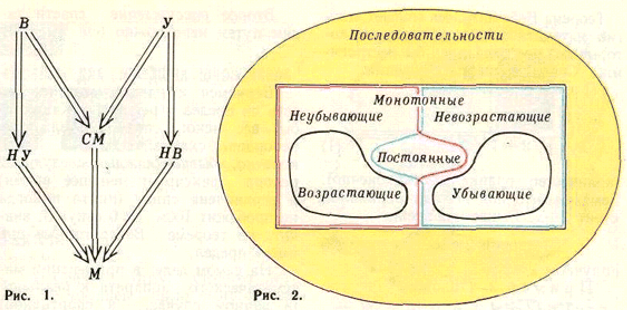 В У
СМ
НУ НВ
М
Рис. 1.
Последовательности
Монотонные
Неубывающие Невозрастающие
Постоянные
Возрастающие Убывающие
Рис. 2.